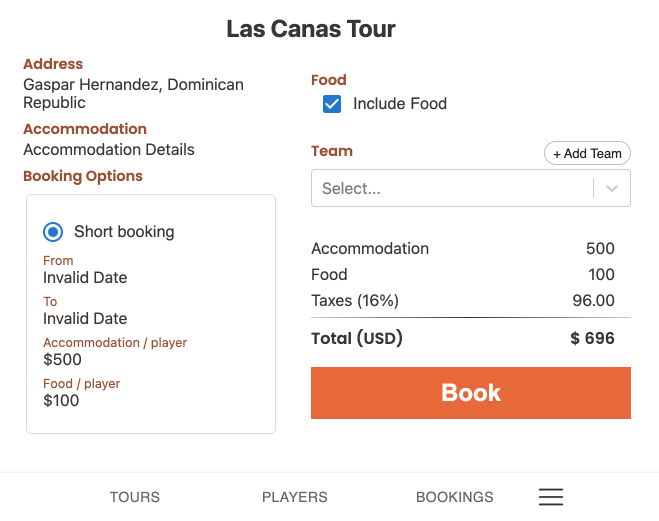 Las Canas Tour
Address
Gaspar Hernandez, Dominican
Republic
Accommodation
Accommodation Details
Booking Options
Short booking
From
Invalid Date
To
Invalid Date
Accommodation / player
$500
Food / player
$100
Food
Include Food
Team
+ Add Team
Select...
Accommodation 500
Food 100
Taxes (16%) 96.00
Total (USD) $ 696
Book
TOURS PLAYERS BOOKINGS